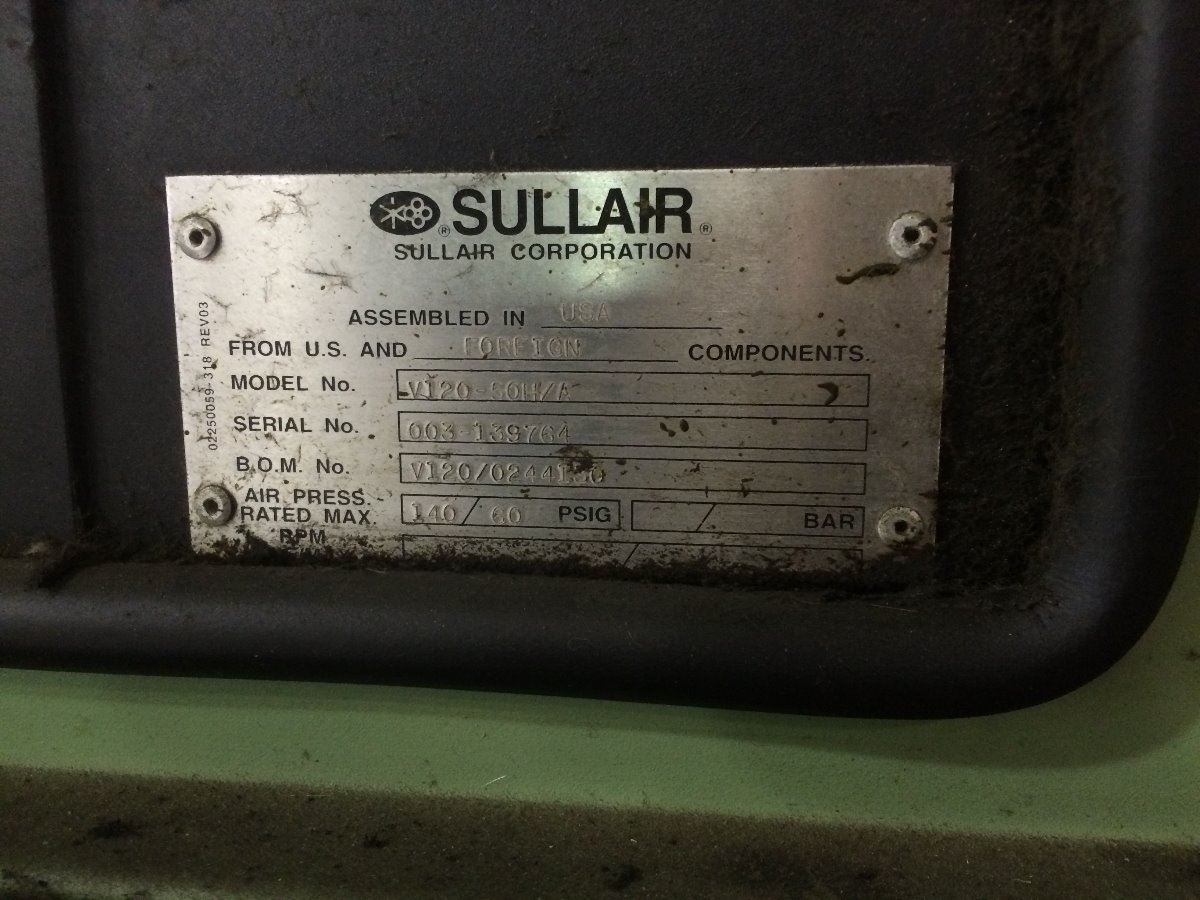 SULLAIR
SULLAIR CORPORATION
ASSEMBLED IN USA
FROM U.S. AND FOREIGN COMPONENTS.
MODEL No. V120-50H/A
SERIAL No. 003-139764
B.O.M. No.
AIR PRESS. RATED MAX. 140 / 60 PSIG / BAR
RPM /
02250059-318 REV03